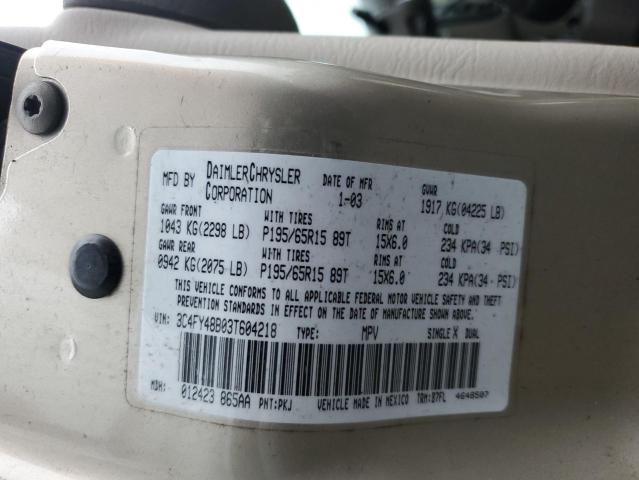 MFD BY DAIMLERCHRYSLER CORPORATION DATE OF MFR 1-03 GVWR 1917 KG(04225 LB)
GAWR FRONT WITH TIRES RIMS AT COLD
1043 KG(2298 LB) P195/65R15 89T 15X6.0 234 KPA(34 - PSI)
GAWR REAR WITH TIRES RIMS AT COLD
0942 KG(2075 LB) P195/65R15 89T 15X6.0 234 KPA(34 - PSI)
THIS VEHICLE CONFORMS TO ALL APPLICABLE FEDERAL MOTOR VEHICLE SAFETY AND THEFT
PREVENTION STANDARDS IN EFFECT ON THE DATE OF MANUFACTURE SHOWN ABOVE.
VIN: 3C4FY48B03T604218 TYPE: MPV SINGLE X DUAL
MDH: 012423 865AA PNT:PKJ VEHICLE MADE IN MEXICO TRM:B7FL 4648507